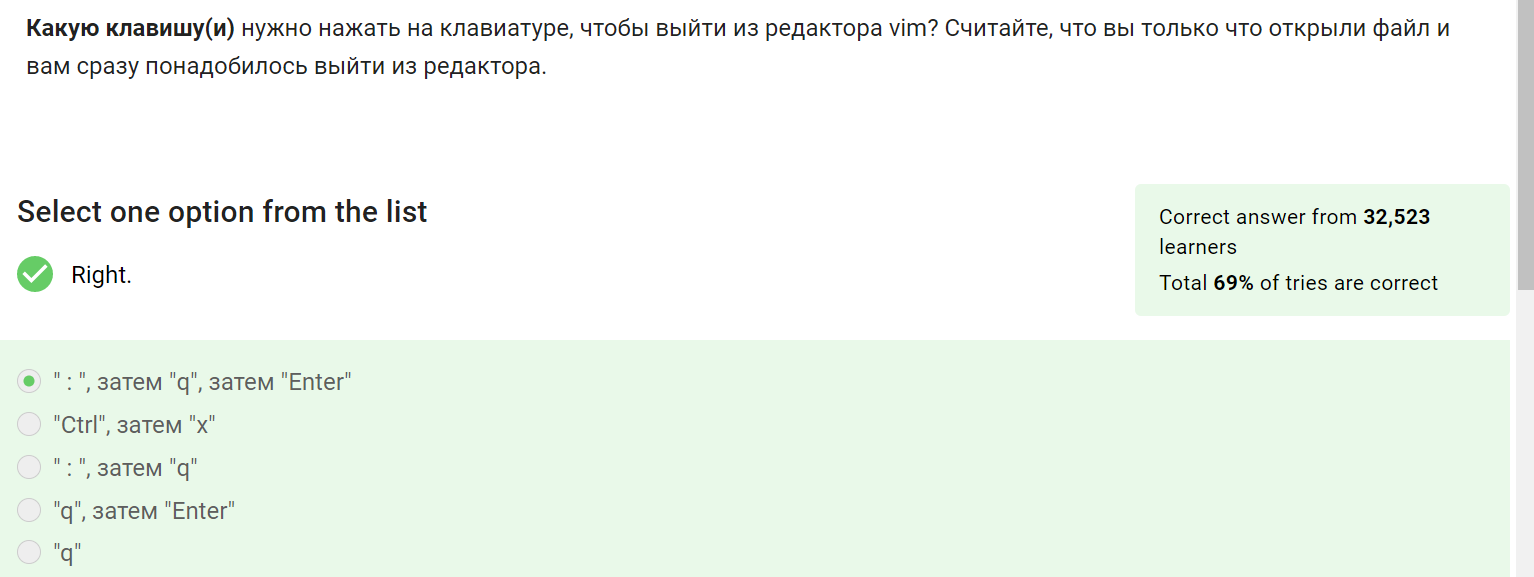 Какую клавишу(и) нужно нажать на клавиатуре, чтобы выйти из редактора vim? Считайте, что вы только что открыли файл и
вам сразу понадобилось выйти из редактора.
Select one option from the list
Correct answer from 32,523
learners
Total 69% of tries are correct
Right.
" : ", затем "q", затем "Enter"
"Ctrl", затем "x"
" : ", затем "q"
"q", затем "Enter"
"q"